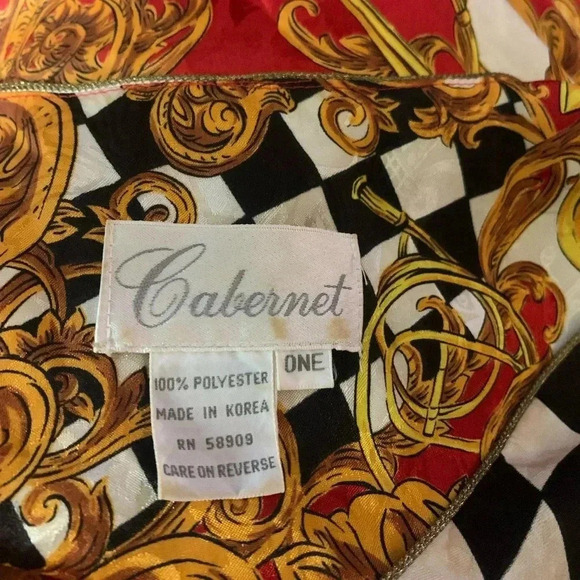 Cabernet
ONE
100% POLYESTER
MADE IN KOREA
RN 58909
CARE ON REVERSE